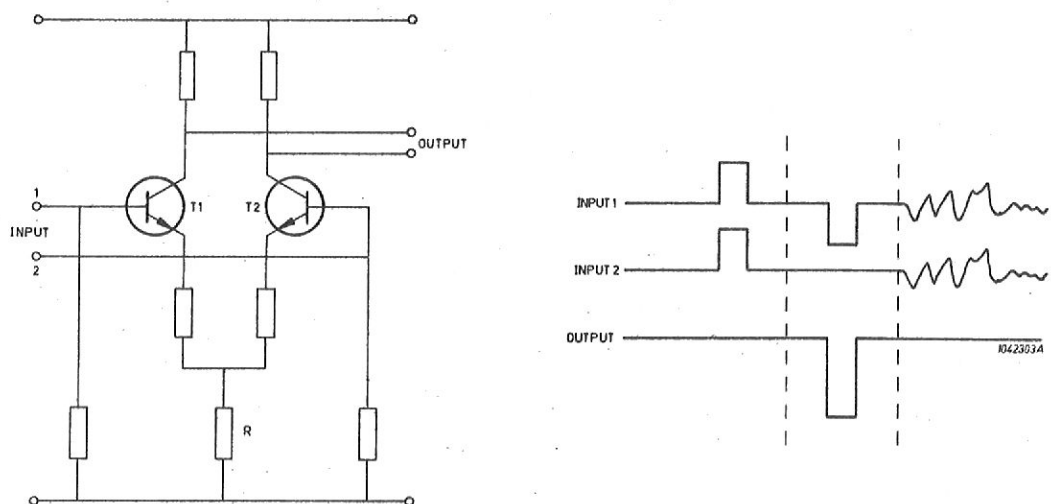 OUTPUT
1
T1
T2
INPUT
2
R
INPUT 1
INPUT 2
OUTPUT
1042303A